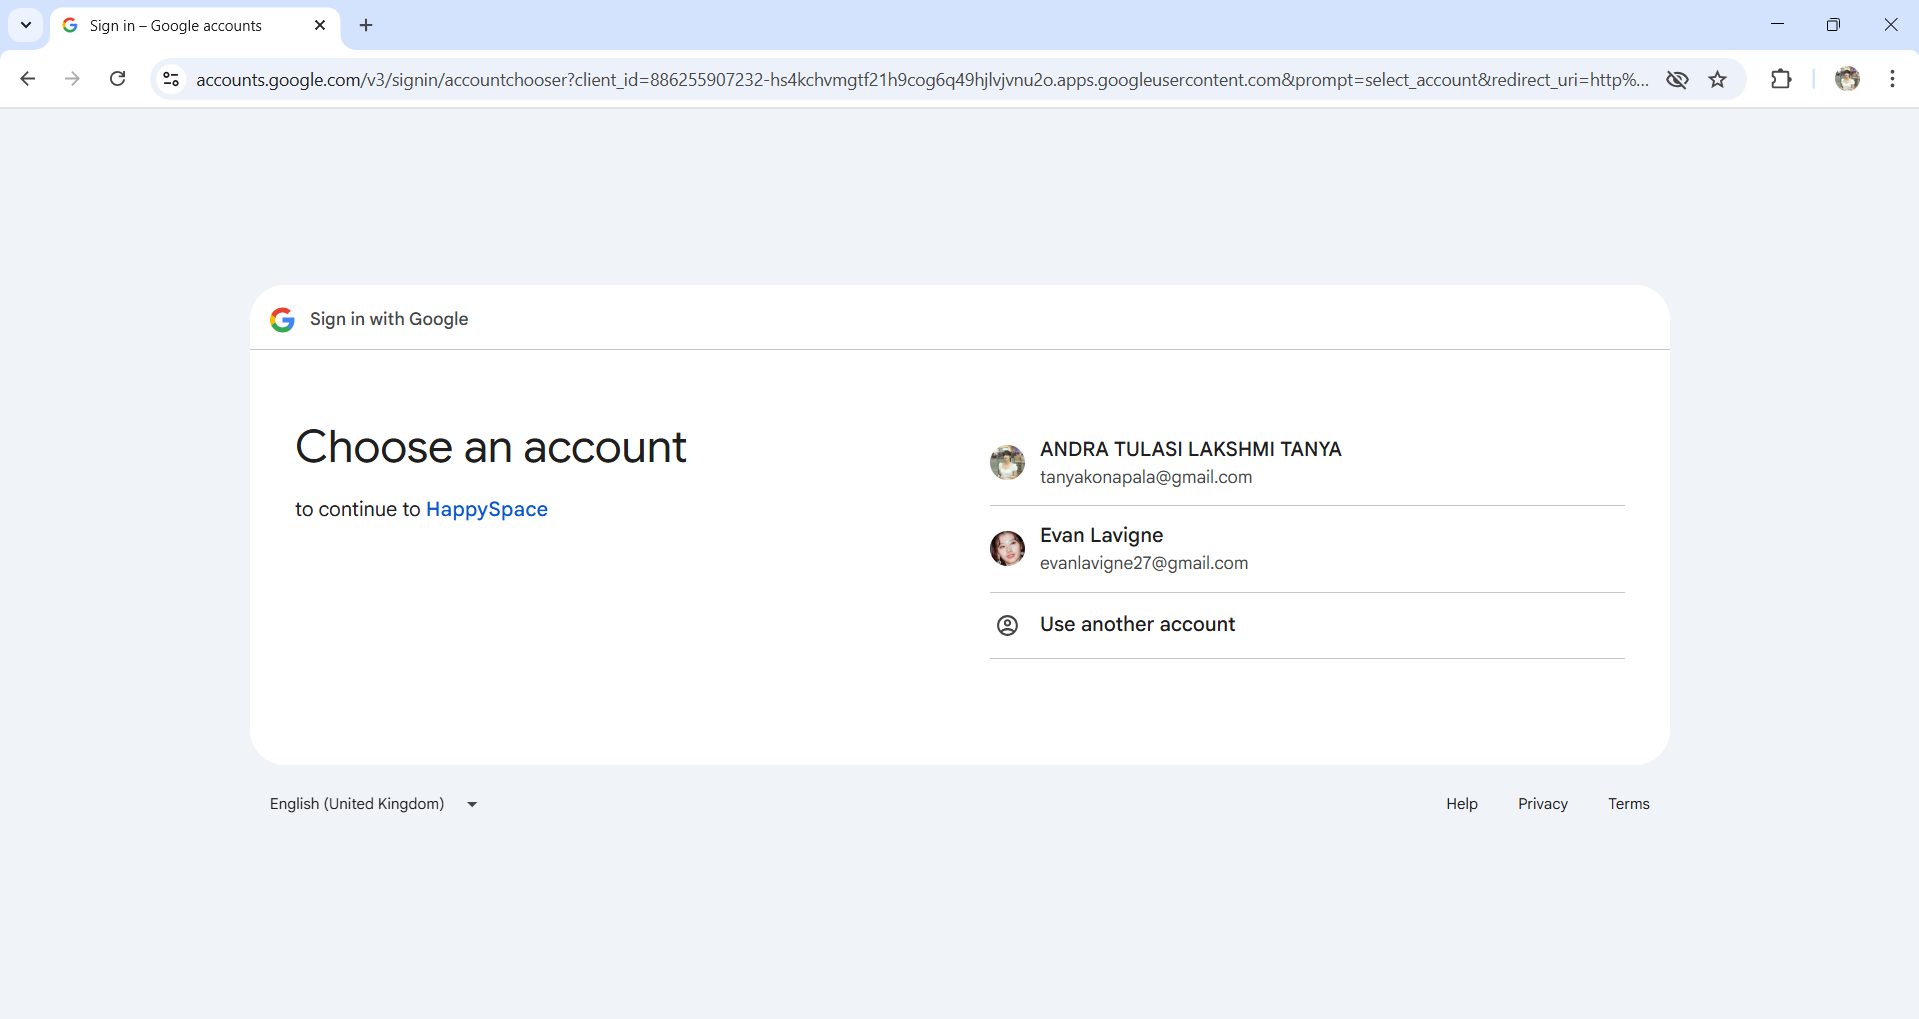 Sign in – Google accounts
accounts.google.com/v3/signin/accountchooser?client_id=886255907232-hs4kchvmgtf21h9cog6q49hjlvjvnu2o.apps.googleusercontent.com&prompt=select_account&redirect_uri=http%...
Sign in with Google
Choose an account
to continue to HappySpace
ANDRA TULASI LAKSHMI TANYA
tanyakonapala@gmail.com
Evan Lavigne
evanlavigne27@gmail.com
Use another account
English (United Kingdom)
Help Privacy Terms